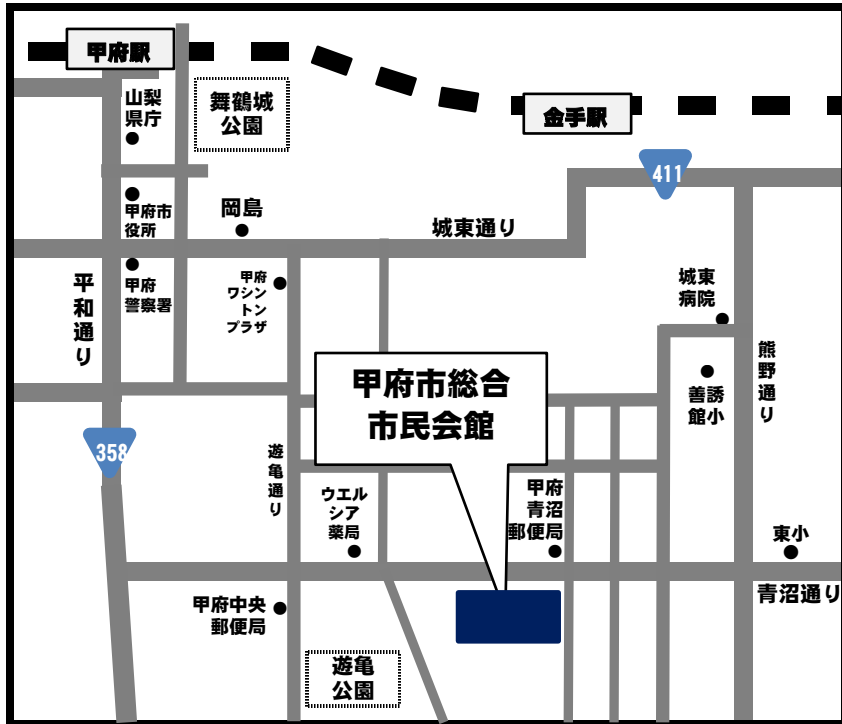 甲府駅
山梨
県庁
舞鶴城
公園
金手駅
411
甲府市
役所
岡島
城東通り
平和通り
甲府
警察署
甲府
ワシン
トン
プラザ
城東
病院
熊野通り
善誘
館小
甲府市総合
市民会館
358
遊亀通り
ウエル
シア
薬局
甲府
青沼
郵便局
東小
青沼通り
甲府中央
郵便局
遊亀
公園